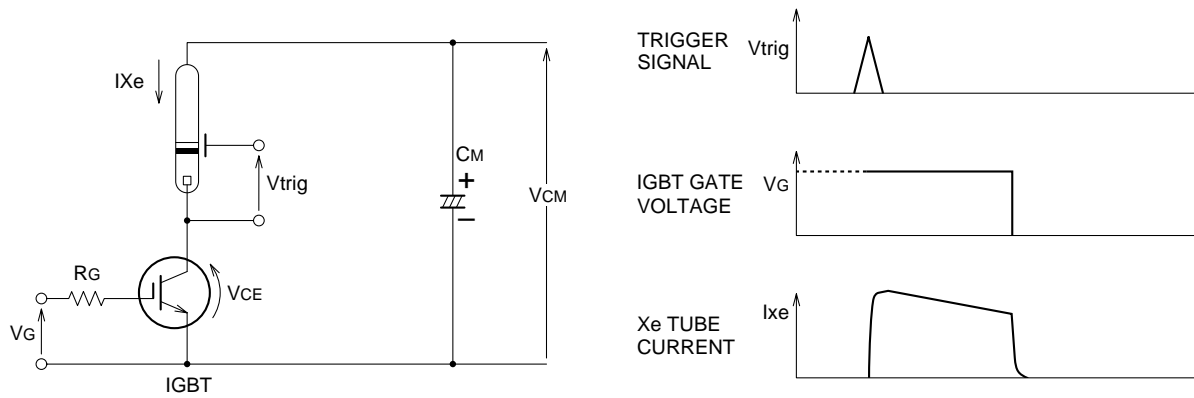 IXe
Vtrig
CM
+
–
VCM
RG
VCE
VG
IGBT
TRIGGER
SIGNAL
Vtrig
IGBT GATE
VOLTAGE
VG
Xe TUBE
CURRENT
Ixe